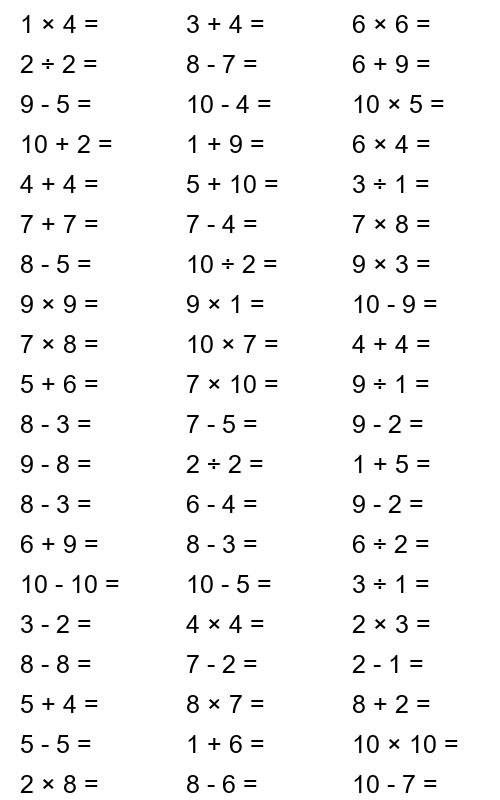 1 × 4 = 3 + 4 = 6 × 6 =
2 ÷ 2 = 8 - 7 = 6 + 9 =
9 - 5 = 10 - 4 = 10 × 5 =
10 + 2 = 1 + 9 = 6 × 4 =
4 + 4 = 5 + 10 = 3 ÷ 1 =
7 + 7 = 7 - 4 = 7 × 8 =
8 - 5 = 10 ÷ 2 = 9 × 3 =
9 × 9 = 9 × 1 = 10 - 9 =
7 × 8 = 10 × 7 = 4 + 4 =
5 + 6 = 7 × 10 = 9 ÷ 1 =
8 - 3 = 7 - 5 = 9 - 2 =
9 - 8 = 2 ÷ 2 = 1 + 5 =
8 - 3 = 6 - 4 = 9 - 2 =
6 + 9 = 8 - 3 = 6 ÷ 2 =
10 - 10 = 10 - 5 = 3 ÷ 1 =
3 - 2 = 4 × 4 = 2 × 3 =
8 - 8 = 7 - 2 = 2 - 1 =
5 + 4 = 8 × 7 = 8 + 2 =
5 - 5 = 1 + 6 = 10 × 10 =
2 × 8 = 8 - 6 = 10 - 7 =